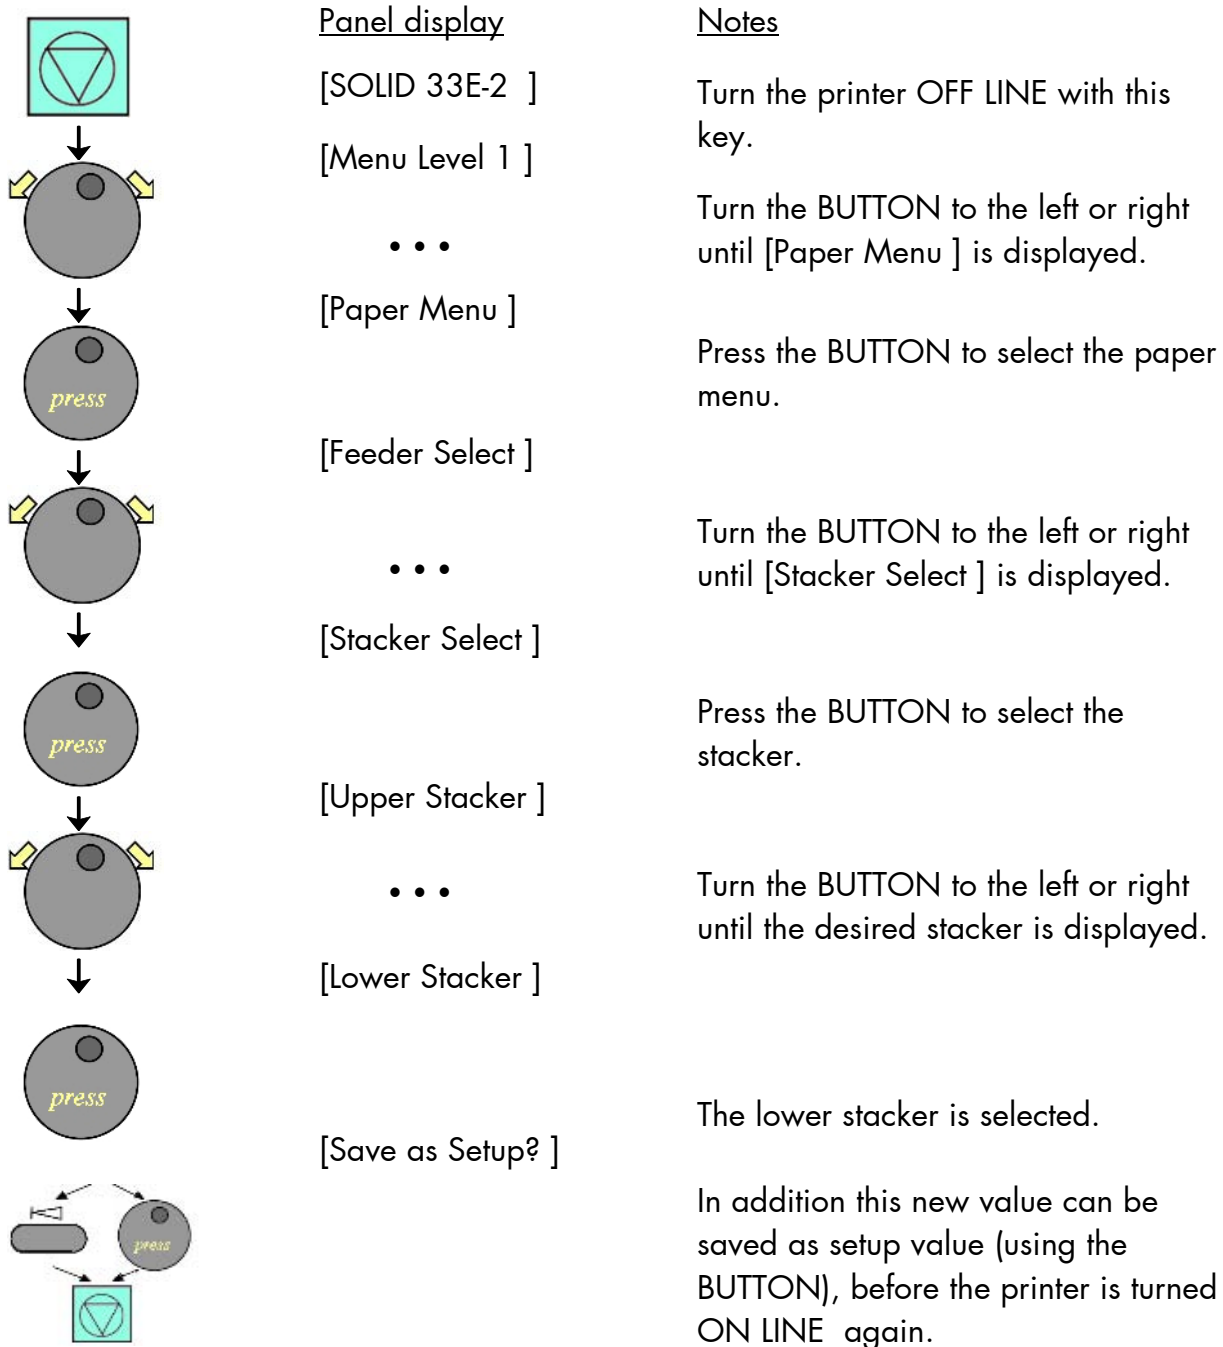 Panel display
Notes
[SOLID 33E-2 ]
Turn the printer OFF LINE with this
key.
[Menu Level 1 ]
Turn the BUTTON to the left or right
until [Paper Menu ] is displayed.
• • •
[Paper Menu ]
press
Press the BUTTON to select the paper
menu.
[Feeder Select ]
Turn the BUTTON to the left or right
until [Stacker Select ] is displayed.
• • •
[Stacker Select ]
press
Press the BUTTON to select the
stacker.
[Upper Stacker ]
• • •
Turn the BUTTON to the left or right
until the desired stacker is displayed.
[Lower Stacker ]
press
The lower stacker is selected.
[Save as Setup? ]
press
In addition this new value can be
saved as setup value (using the
BUTTON), before the printer is turned
ON LINE  again.